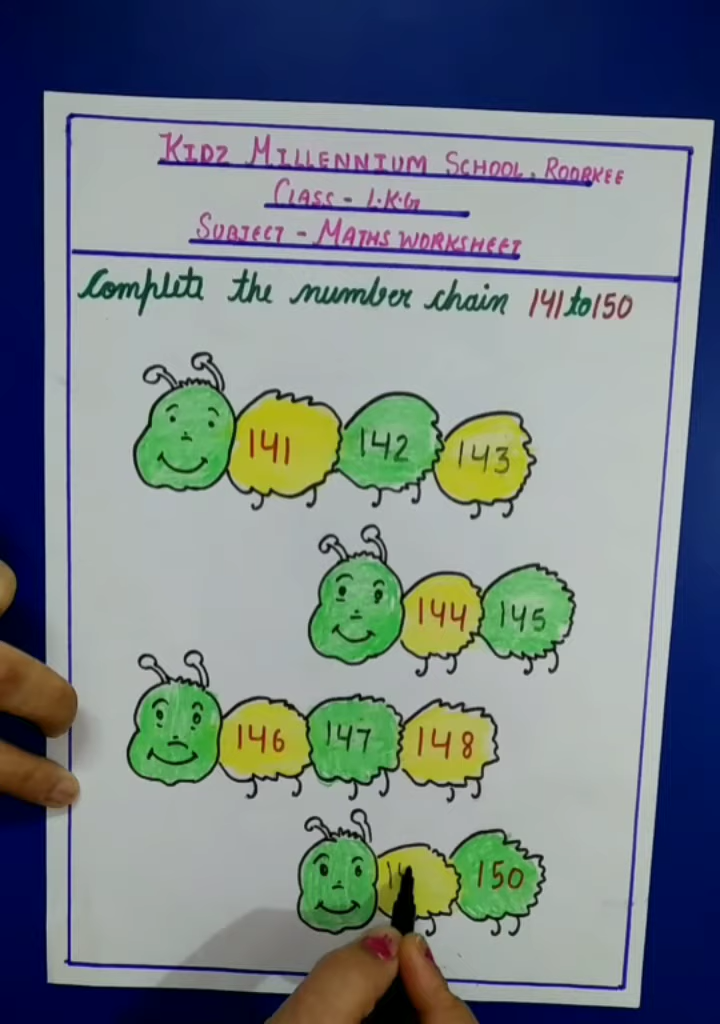 KIDZ MILLENNIUM SCHOOL, ROORKEE
CLASS - L.K.G
SUBJECT - MATHS WORKSHEET
Complete the number chain 141 to 150
141 142 143
144 145
146 147 148
150